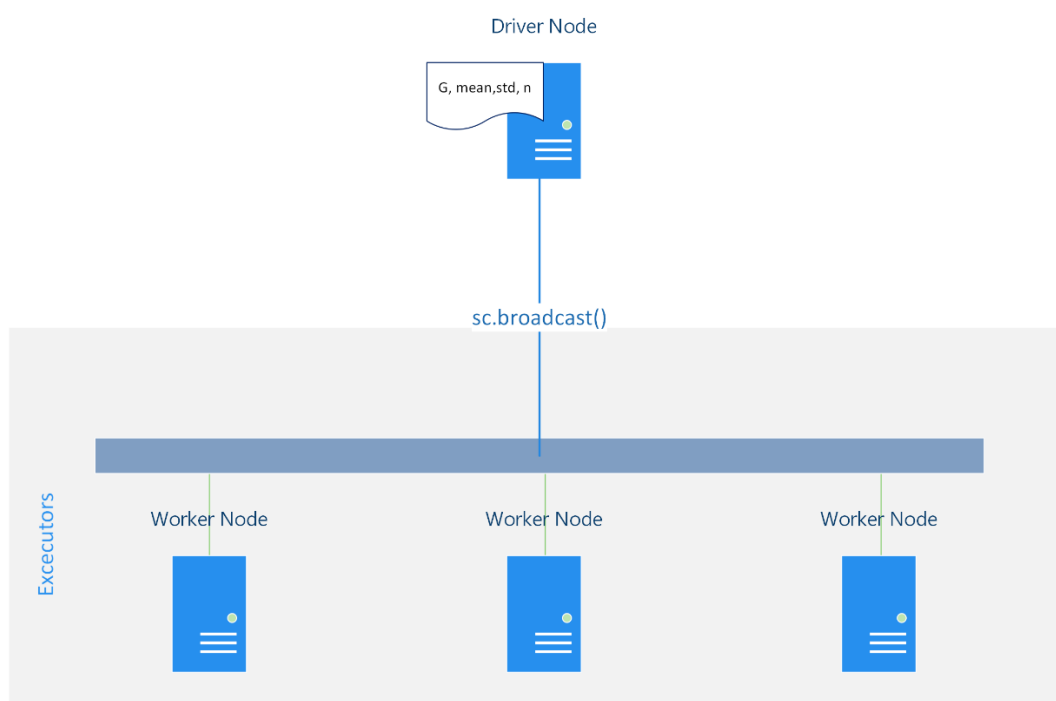 Driver Node
G, mean,std, n
sc.broadcast()
Excecutors
Worker Node
Worker Node
Worker Node